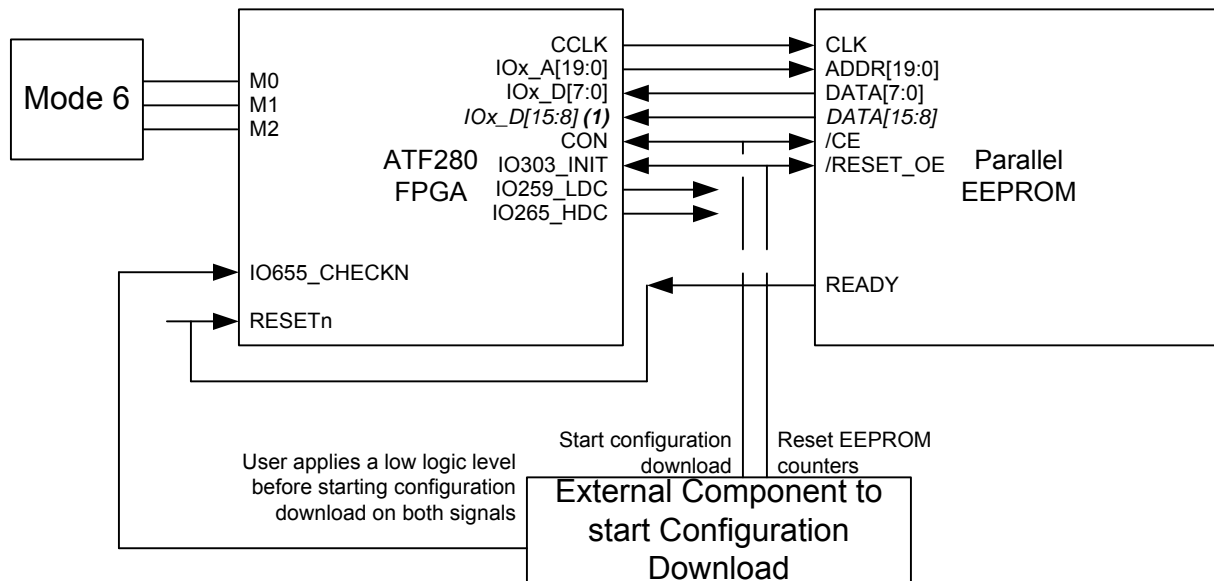 Mode 6
M0
M1
M2
CCLK
IOx_A[19:0]
IOx_D[7:0]
IOx_D[15:8] (1)
CON
IO303_INIT
IO259_LDC
IO265_HDC
ATF280
FPGA
IO655_CHECKN
RESETn
CLK
ADDR[19:0]
DATA[7:0]
DATA[15:8]
/CE
/RESET_OE
Parallel
EEPROM
READY
Start configuration
download
Reset EEPROM
counters
User applies a low logic level
before starting configuration
download on both signals
External Component to
start Configuration
Download